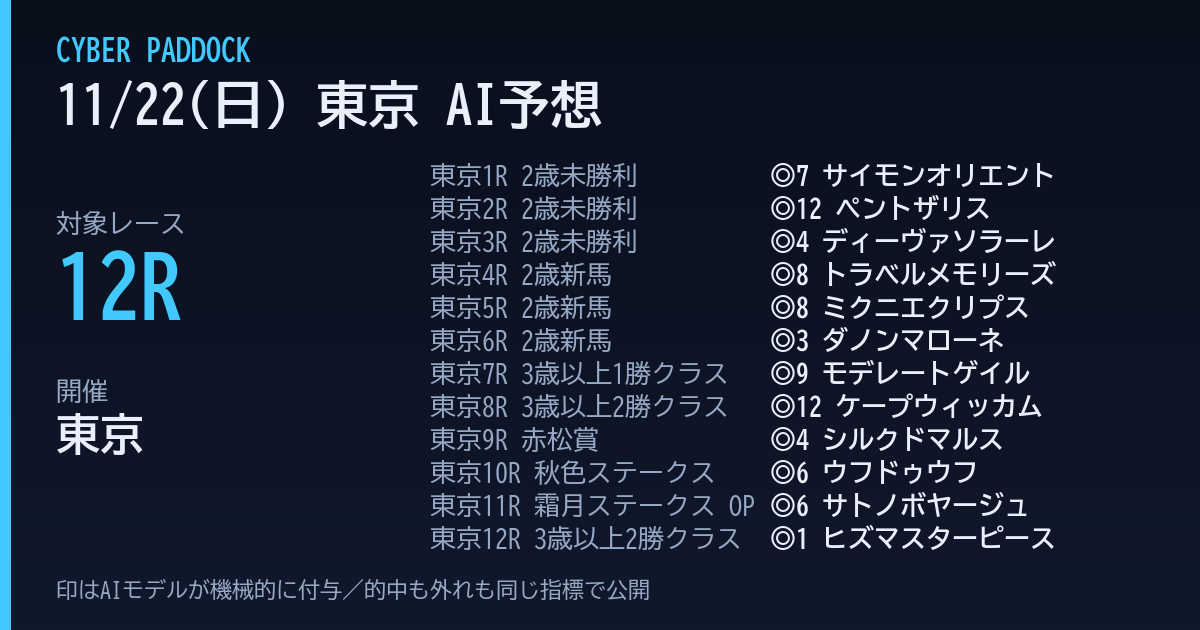 CYBER PADDOCK
11/22(日) 東京 AI予想
対象レース
12R
開催
東京
東京1R 2歳未勝利 ◎7 サイモンオリエント
東京2R 2歳未勝利 ◎12 ペントザリス
東京3R 2歳未勝利 ◎4 ディーヴァソラーレ
東京4R 2歳新馬 ◎8 トラベルメモリーズ
東京5R 2歳新馬 ◎8 ミクニエクリプス
東京6R 2歳新馬 ◎3 ダノンマローネ
東京7R 3歳以上1勝クラス ◎9 モデレートゲイル
東京8R 3歳以上2勝クラス ◎12 ケープウィッカム
東京9R 赤松賞 ◎4 シルクドマルス
東京10R 秋色ステークス ◎6 ウフドゥウフ
東京11R 霜月ステークス OP ◎6 サトノボヤージュ
東京12R 3歳以上2勝クラス ◎1 ヒズマスターピース
印はAIモデルが機械的に付与／的中も外れも同じ指標で公開